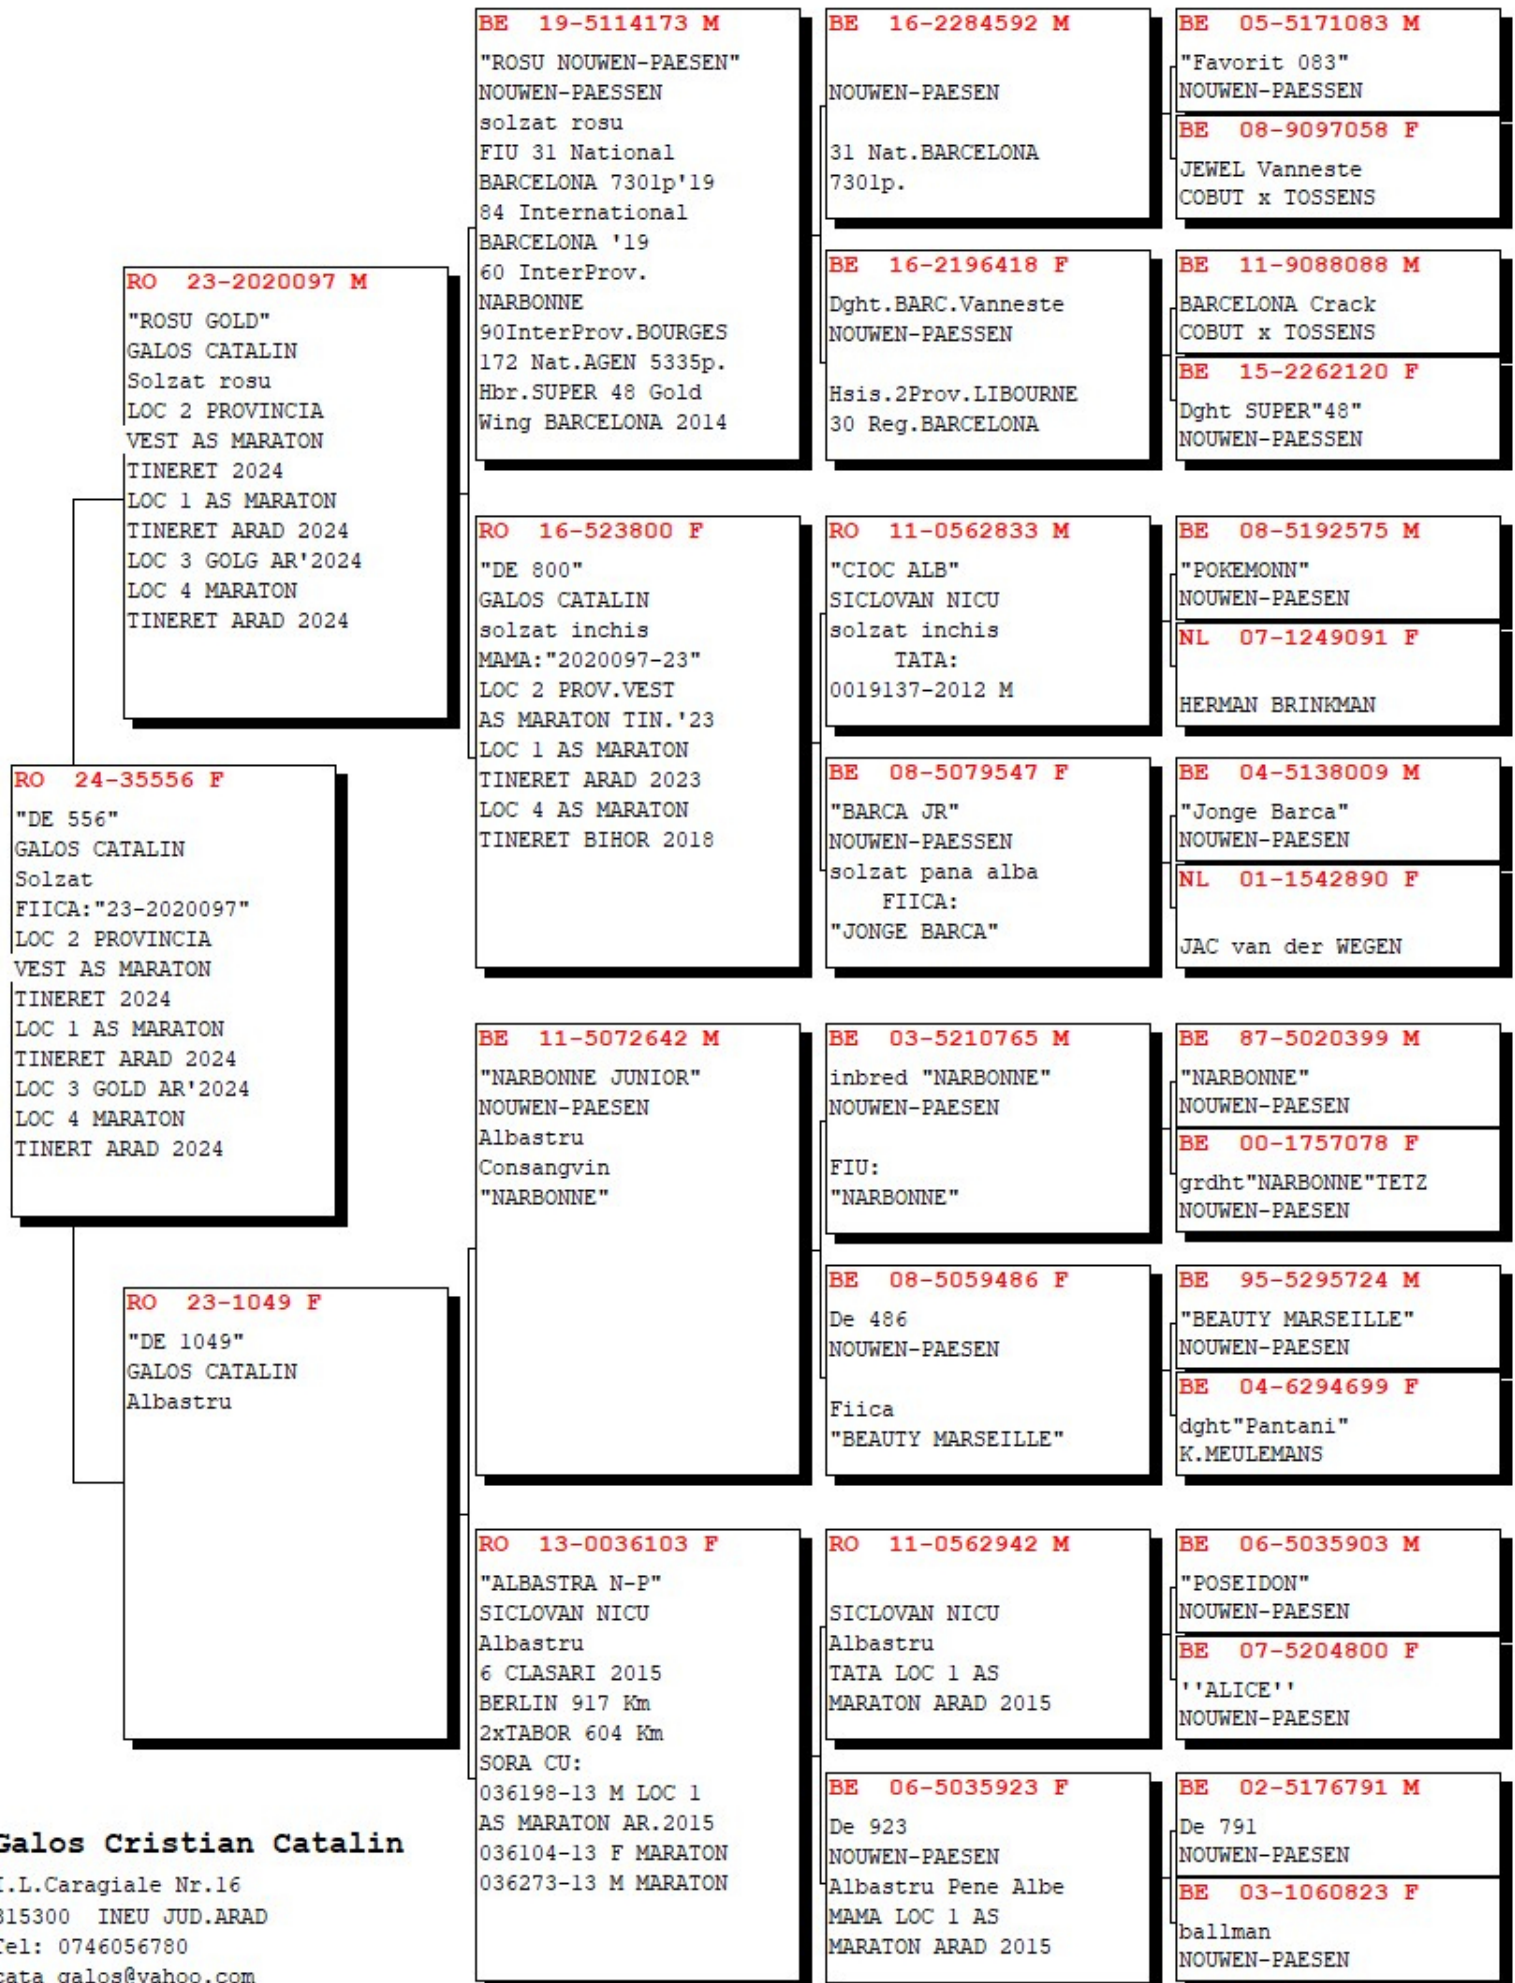 BE 19-5114173 M
"ROSU NOUWEN-PAESEN"
NOUWEN-PAESSEN
solzat rosu
FIU 31 National
BARCELONA 7301p'19
84 International
BARCELONA '19
60 InterProv.
NARBONNE
90InterProv.BOURGES
172 Nat.AGEN 5335p.
Hbr.SUPER 48 Gold
Wing BARCELONA 2014
BE 16-2284592 M
NOUWEN-PAESEN
31 Nat.BARCELONA
7301p.
BE 05-5171083 M
"Favorit 083"
NOUWEN-PAESSEN
BE 08-9097058 F
JEWEL Vanneste
COBUT x TOSSENS
BE 16-2196418 F
Dght.BARC.Vanneste
NOUWEN-PAESSEN
Hsis.2Prov.LIBOURNE
30 Reg.BARCELONA
BE 11-9088088 M
BARCELONA Crack
COBUT x TOSSENS
BE 15-2262120 F
Dght SUPER"48"
NOUWEN-PAESSEN
RO 23-2020097 M
"ROSU GOLD"
GALOS CATALIN
Solzat rosu
LOC 2 PROVINCIA
VEST AS MARATON
TINERET 2024
LOC 1 AS MARATON
TINERET ARAD 2024
LOC 3 GOLG AR'2024
LOC 4 MARATON
TINERET ARAD 2024
RO 16-523800 F
"DE 800"
GALOS CATALIN
solzat inchis
MAMA:"2020097-23"
LOC 2 PROV.VEST
AS MARATON TIN.'23
LOC 1 AS MARATON
TINERET ARAD 2023
LOC 4 AS MARATON
TINERET BIHOR 2018
RO 11-0562833 M
"CIOC ALB"
SICLOVAN NICU
solzat inchis
TATA:
0019137-2012 M
BE 08-5192575 M
"POKEMONN"
NOUWEN-PAESEN
NL 07-1249091 F
HERMAN BRINKMAN
BE 08-5079547 F
"BARCA JR"
NOUWEN-PAESSEN
solzat pana alba
FIICA:
"JONGE BARCA"
BE 04-5138009 M
"Jonge Barca"
NOUWEN-PAESEN
NL 01-1542890 F
JAC van der WEGEN
RO 24-35556 F
"DE 556"
GALOS CATALIN
Solzat
FIICA:"23-2020097"
LOC 2 PROVINCIA
VEST AS MARATON
TINERET 2024
LOC 1 AS MARATON
TINERET ARAD 2024
LOC 3 GOLD AR'2024
LOC 4 MARATON
TINERT ARAD 2024
BE 11-5072642 M
"NARBONNE JUNIOR"
NOUWEN-PAESEN
Albastru
Consangvin
"NARBONNE"
BE 03-5210765 M
inbred "NARBONNE"
NOUWEN-PAESEN
FIU:
"NARBONNE"
BE 87-5020399 M
"NARBONNE"
NOUWEN-PAESEN
BE 00-1757078 F
grdht"NARBONNE"TETZ
NOUWEN-PAESEN
BE 08-5059486 F
De 486
NOUWEN-PAESEN
Fiica
"BEAUTY MARSEILLE"
BE 95-5295724 M
"BEAUTY MARSEILLE"
NOUWEN-PAESEN
BE 04-6294699 F
dght"Pantani"
K.MEULEMANS
RO 23-1049 F
"DE 1049"
GALOS CATALIN
Albastru
RO 13-0036103 F
"ALBASTRA N-P"
SICLOVAN NICU
Albastru
6 CLASARI 2015
BERLIN 917 Km
2xTABOR 604 Km
SORA CU:
036198-13 M LOC 1
AS MARATON AR.2015
036104-13 F MARATON
036273-13 M MARATON
RO 11-0562942 M
SICLOVAN NICU
Albastru
TATA LOC 1 AS
MARATON ARAD 2015
BE 06-5035903 M
"POSEIDON"
NOUWEN-PAESEN
BE 07-5204800 F
''ALICE''
NOUWEN-PAESEN
BE 06-5035923 F
De 923
NOUWEN-PAESEN
Albastru Pene Albe
MAMA LOC 1 AS
MARATON ARAD 2015
BE 02-5176791 M
De 791
NOUWEN-PAESEN
BE 03-1060823 F
ballman
NOUWEN-PAESEN
Galos Cristian Catalin
I.L.Caragiale Nr.16
315300 INEU JUD.ARAD
Tel: 0746056780
cata galos@yahoo.com